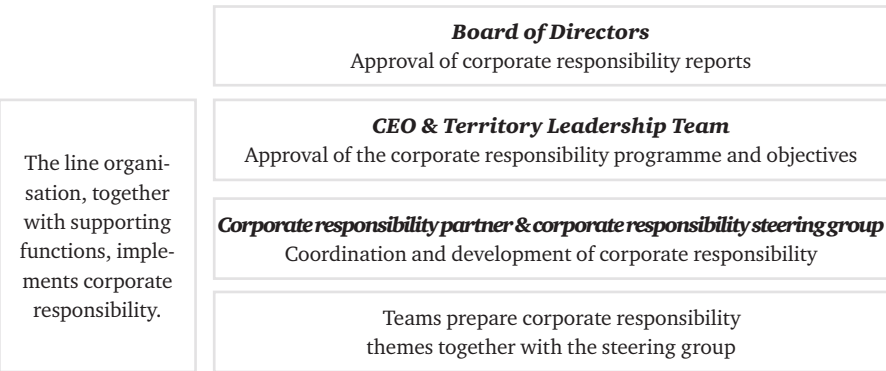 Board of Directors
Approval of corporate responsibility reports
The line organi-
sation, together
with supporting
functions, imple-
ments corporate
responsibility.
CEO & Territory Leadership Team
Approval of the corporate responsibility programme and objectives
Corporate responsibility partner & corporate responsibility steering group
Coordination and development of corporate responsibility
Teams prepare corporate responsibility
themes together with the steering group